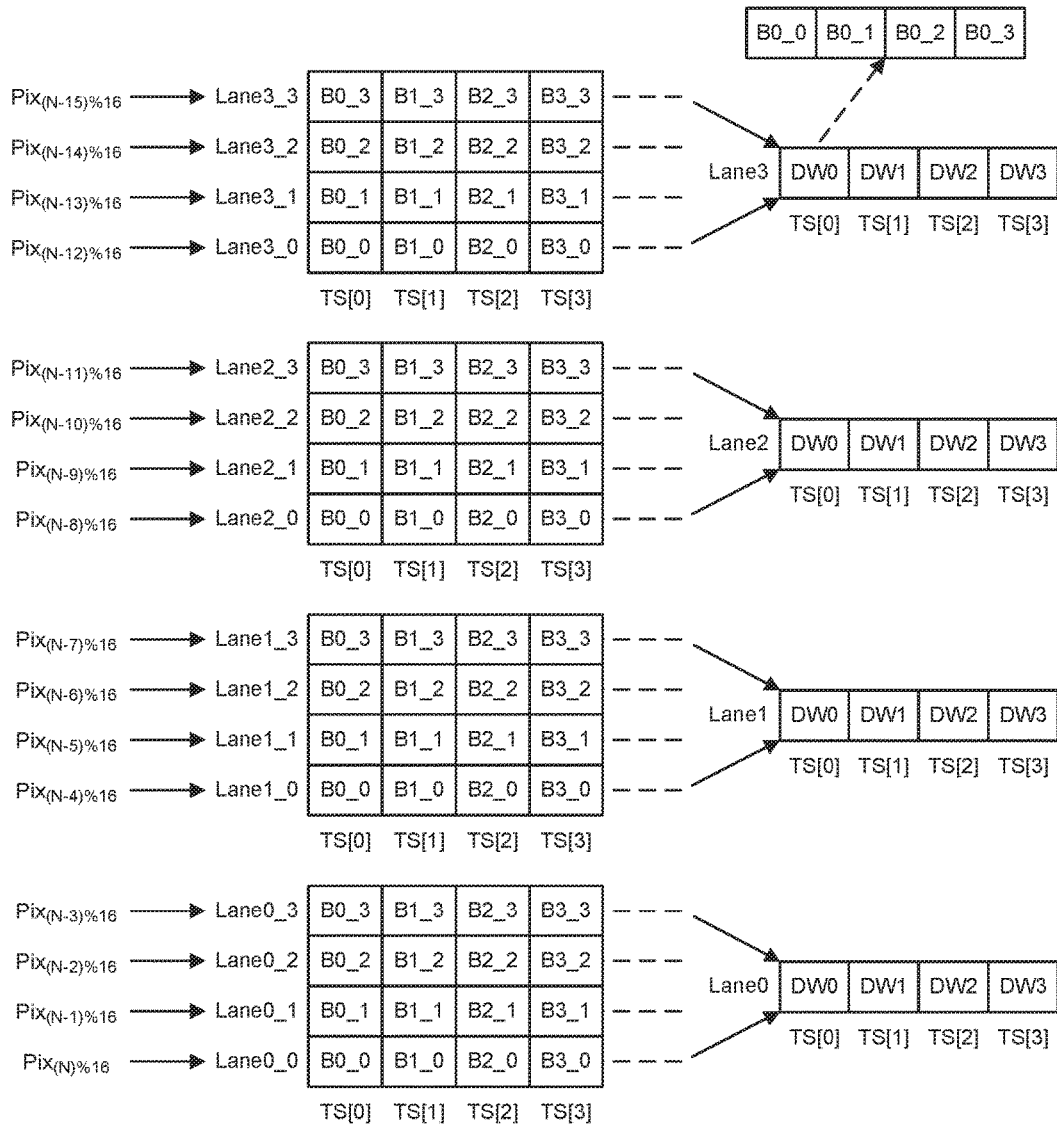 B0_0 B0_1 B0_2 B0_3
Pix(N-15)%16 Lane3_3 B0_3 B1_3 B2_3 B3_3
Pix(N-14)%16 Lane3_2 B0_2 B1_2 B2_2 B3_2
Lane3 DW0 DW1 DW2 DW3
Pix(N-13)%16 Lane3_1 B0_1 B1_1 B2_1 B3_1
TS[0] TS[1] TS[2] TS[3]
Pix(N-12)%16 Lane3_0 B0_0 B1_0 B2_0 B3_0
TS[0] TS[1] TS[2] TS[3]
Pix(N-11)%16 Lane2_3 B0_3 B1_3 B2_3 B3_3
Pix(N-10)%16 Lane2_2 B0_2 B1_2 B2_2 B3_2
Lane2 DW0 DW1 DW2 DW3
Pix(N-9)%16 Lane2_1 B0_1 B1_1 B2_1 B3_1
TS[0] TS[1] TS[2] TS[3]
Pix(N-8)%16 Lane2_0 B0_0 B1_0 B2_0 B3_0
TS[0] TS[1] TS[2] TS[3]
Pix(N-7)%16 Lane1_3 B0_3 B1_3 B2_3 B3_3
Pix(N-6)%16 Lane1_2 B0_2 B1_2 B2_2 B3_2
Lane1 DW0 DW1 DW2 DW3
Pix(N-5)%16 Lane1_1 B0_1 B1_1 B2_1 B3_1
TS[0] TS[1] TS[2] TS[3]
Pix(N-4)%16 Lane1_0 B0_0 B1_0 B2_0 B3_0
TS[0] TS[1] TS[2] TS[3]
Pix(N-3)%16 Lane0_3 B0_3 B1_3 B2_3 B3_3
Pix(N-2)%16 Lane0_2 B0_2 B1_2 B2_2 B3_2
Lane0 DW0 DW1 DW2 DW3
Pix(N-1)%16 Lane0_1 B0_1 B1_1 B2_1 B3_1
TS[0] TS[1] TS[2] TS[3]
Pix(N)%16 Lane0_0 B0_0 B1_0 B2_0 B3_0
TS[0] TS[1] TS[2] TS[3]